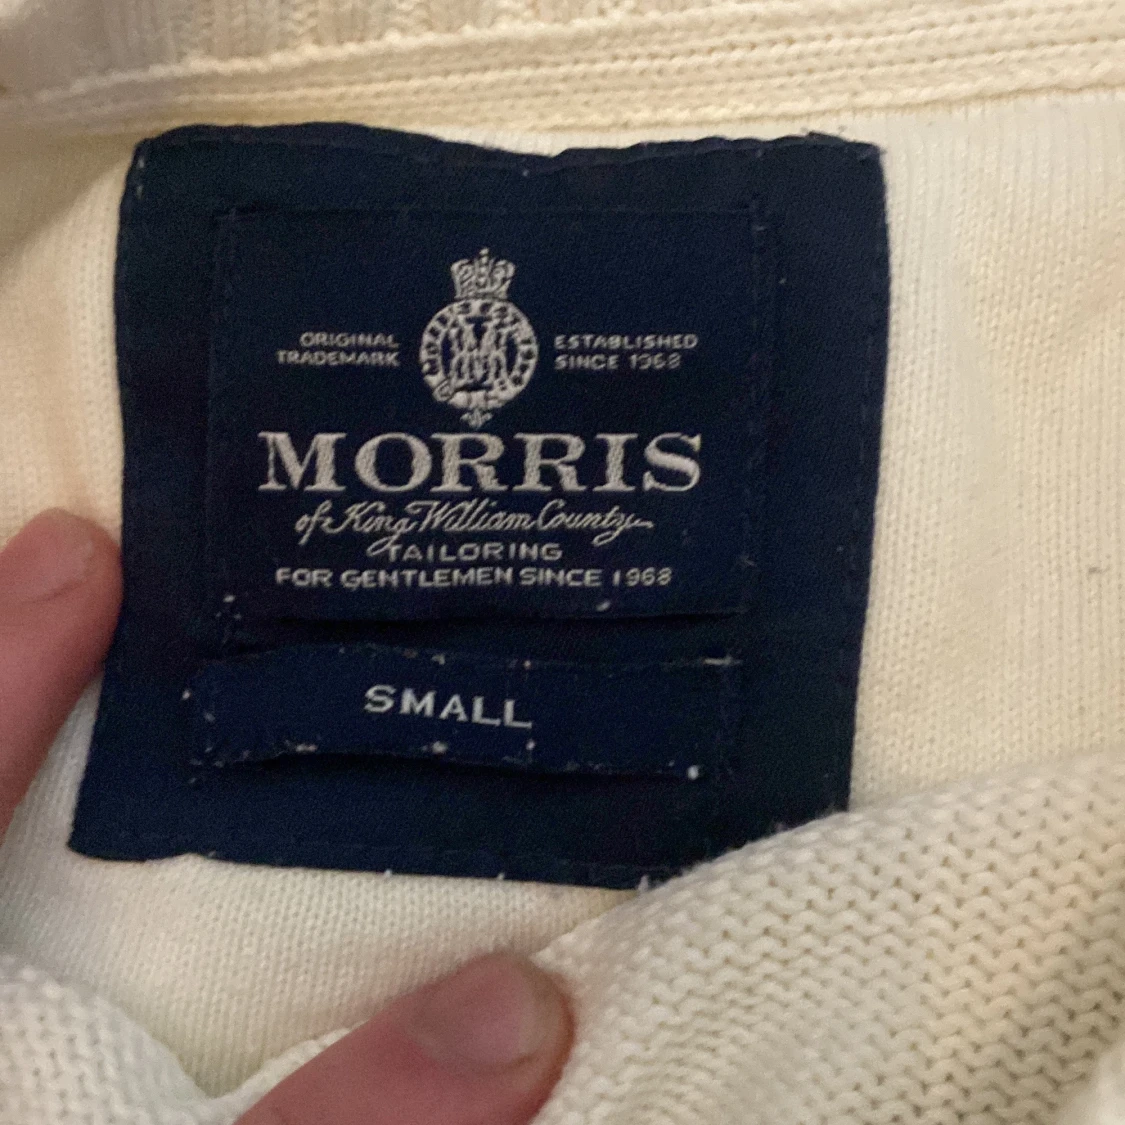 ORIGINAL
TRADEMARK
ESTABLISHED
SINCE 1968
MORRIS
of King William County
TAILORING
FOR GENTLEMEN SINCE 1968
SMALL